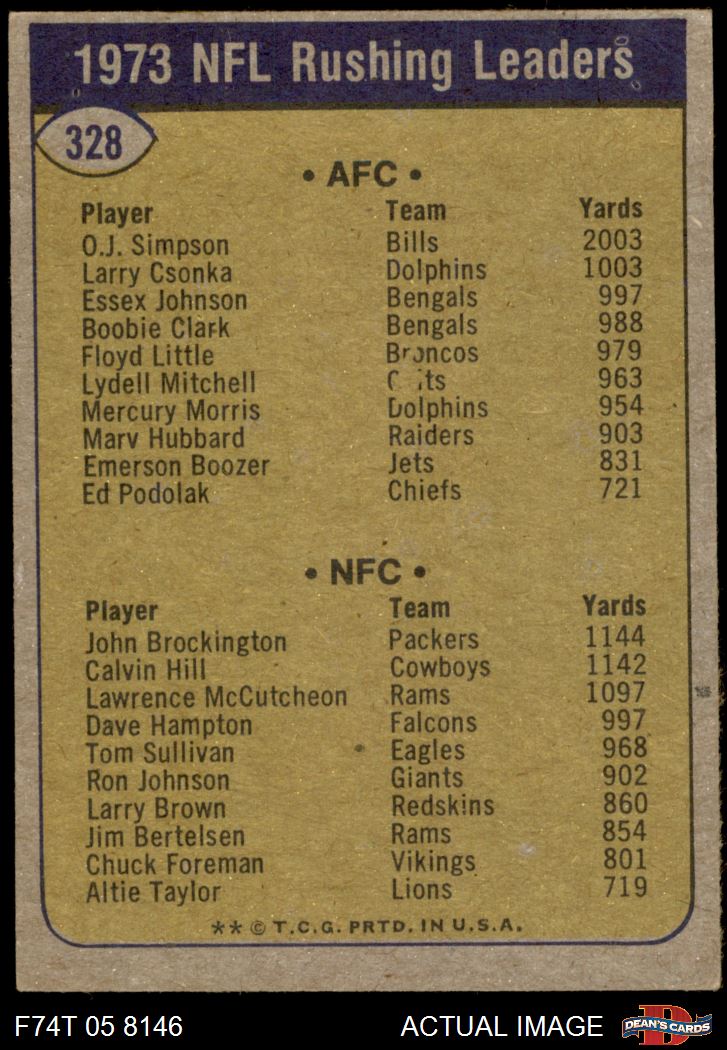 1973 NFL Rushing Leaders
328
• AFC •
Player Team Yards
O.J. Simpson Bills 2003
Larry Csonka Dolphins 1003
Essex Johnson Bengals 997
Boobie Clark Bengals 988
Floyd Little Broncos 979
Lydell Mitchell 963
Mercury Morris Dolphins 954
Marv Hubbard Raiders 903
Emerson Boozer Jets 831
Ed Podolak Chiefs 721
• NFC •
Player Team Yards
John Brockington Packers 1144
Calvin Hill Cowboys 1142
Lawrence McCutcheon Rams 1097
Dave Hampton Falcons 997
Tom Sullivan Eagles 968
Ron Johnson Giants 902
Larry Brown Redskins 860
Jim Bertelsen Rams 854
Chuck Foreman Vikings 801
Altie Taylor Lions 719
** © T.C.G. PRTD. IN U.S.A.
F74T 05 8146 ACTUAL IMAGE D DEAN'S CARDS